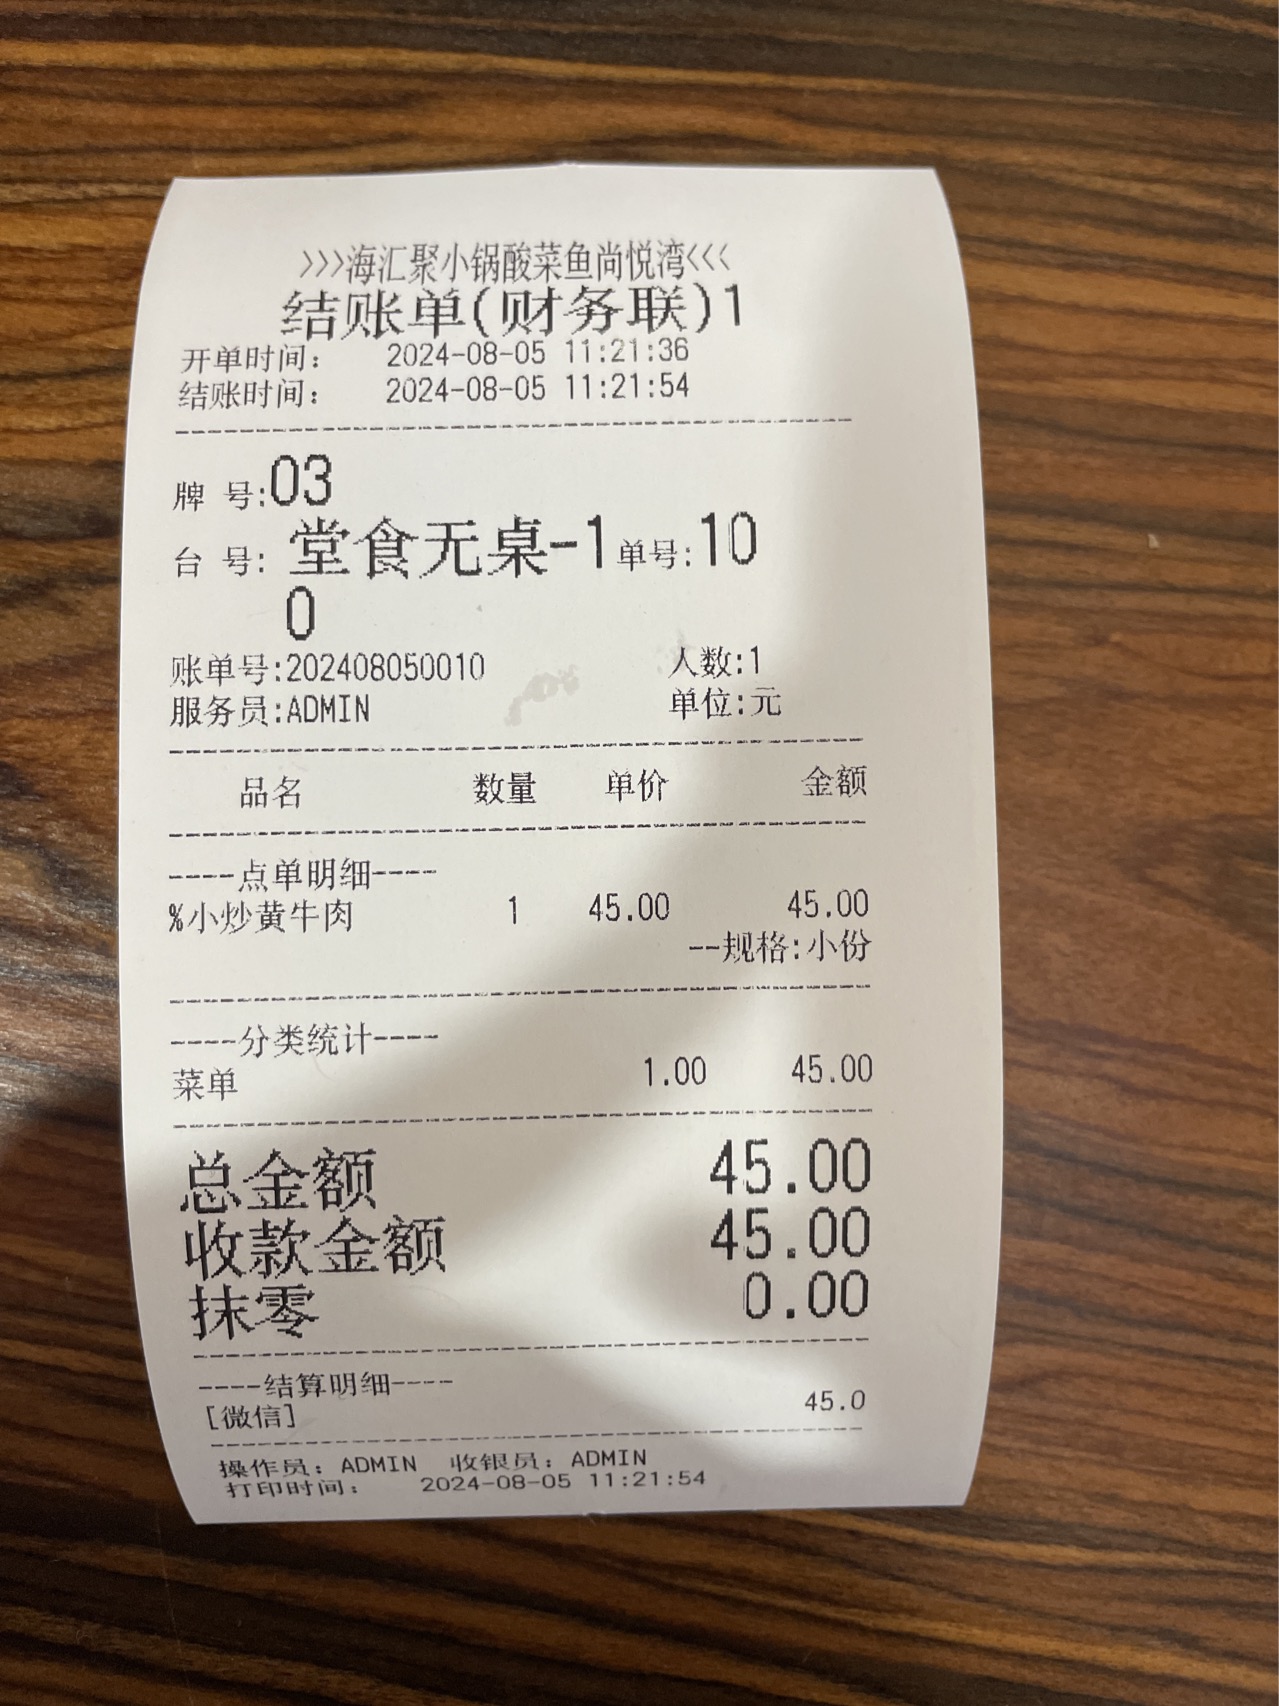 >>>海汇聚小锅酸菜鱼尚悦湾<<<
结账单(财务联)1
开单时间: 2024-08-05 11:21:36
结账时间: 2024-08-05 11:21:54
牌 号:03
台 号: 堂食无桌-1 单号:10
0
账单号:202408050010 人数:1
服务员:ADMIN 单位:元
品名 数量 单价 金额
----点单明细----
%小炒黄牛肉 1 45.00 45.00
--规格:小份
----分类统计----
菜单 1.00 45.00
总金额 45.00
收款金额 45.00
抹零 0.00
----结算明细----
[微信] 45.0
操作员: ADMIN 收银员: ADMIN
打印时间: 2024-08-05 11:21:54